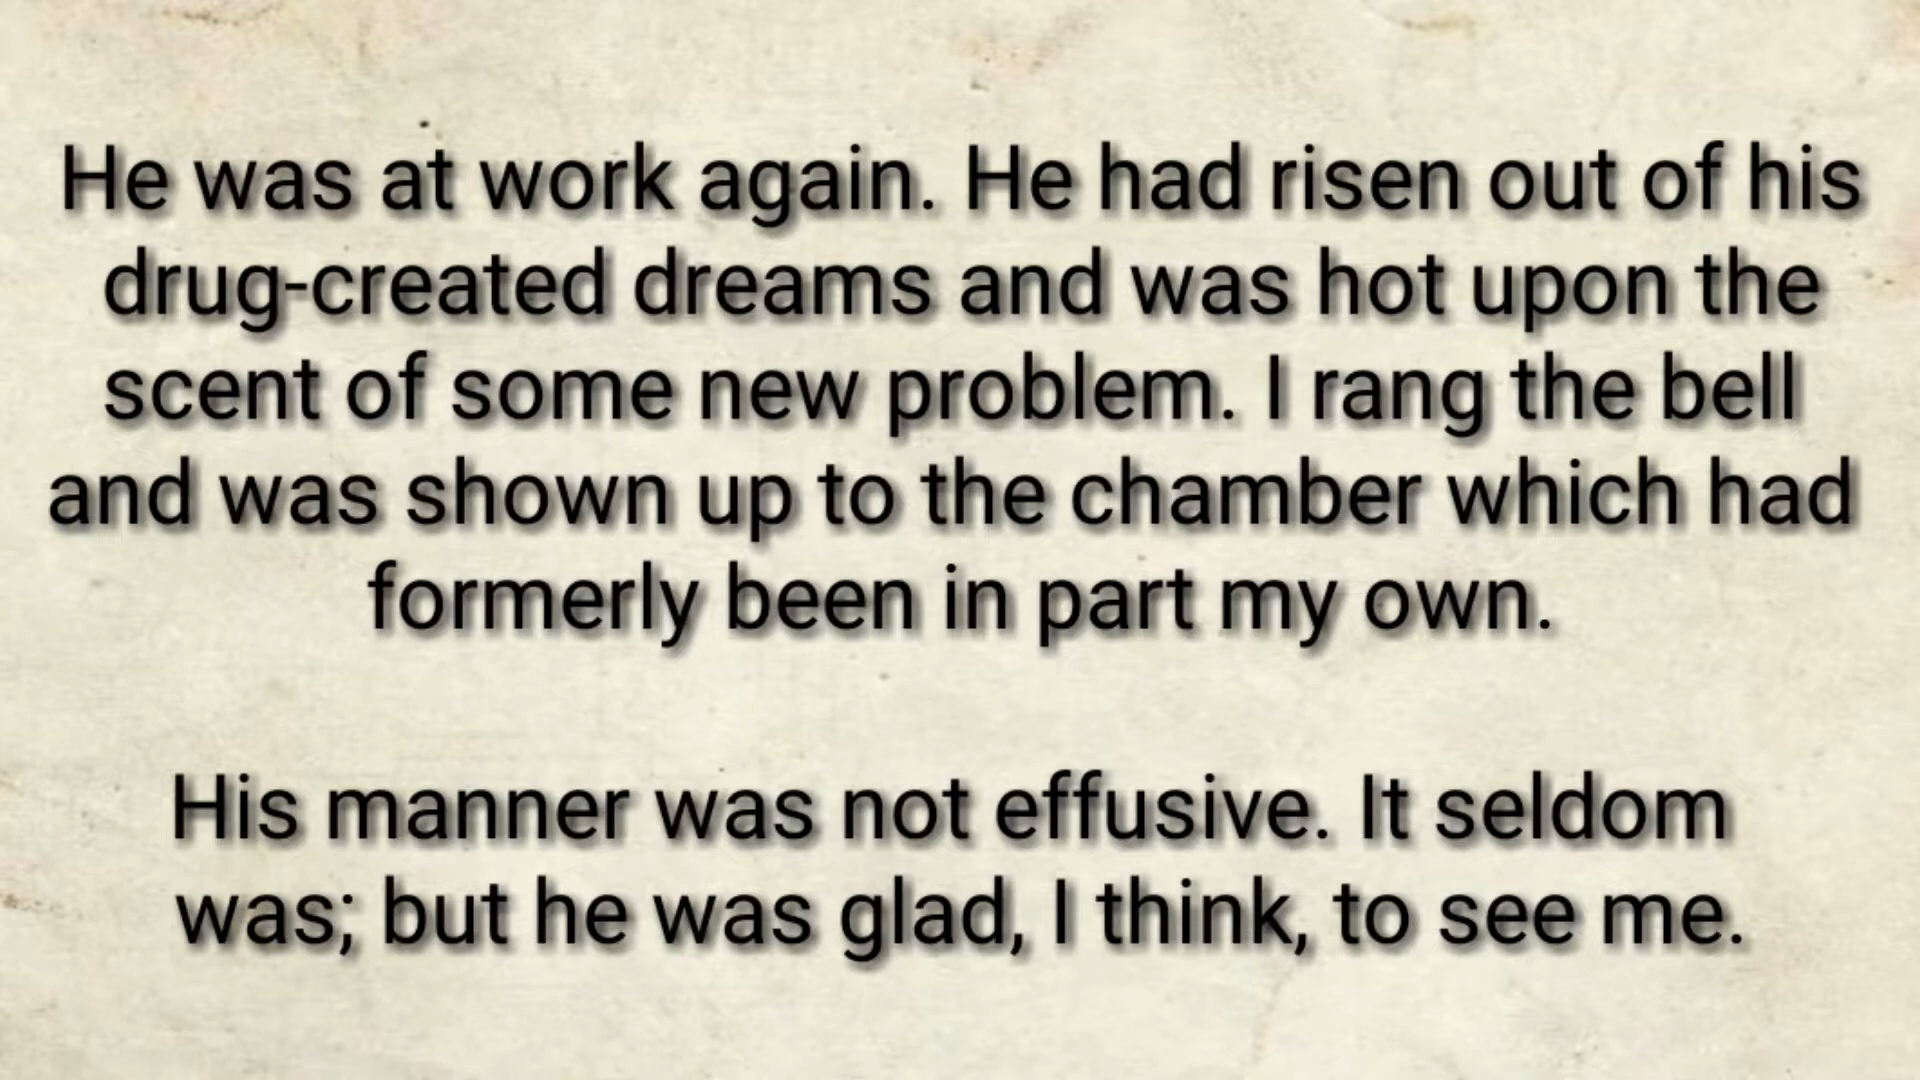 He was at work again. He had risen out of his
drug-created dreams and was hot upon the
scent of some new problem. I rang the bell
and was shown up to the chamber which had
formerly been in part my own.
His manner was not effusive. It seldom
was; but he was glad, I think, to see me.